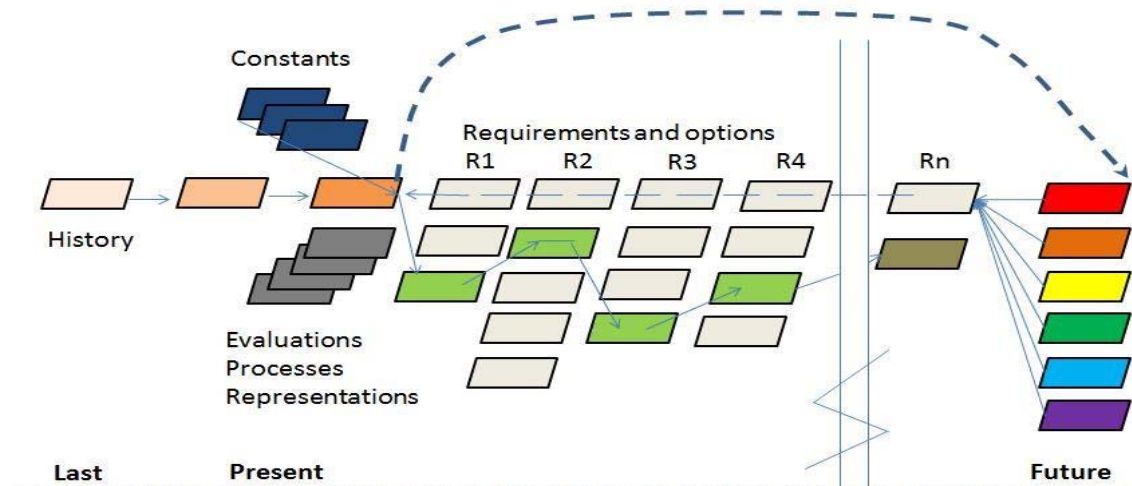 Constants
Requirements and options
R1 R2 R3 R4 Rn
History
Evaluations
Processes
Representations
Last Present Future